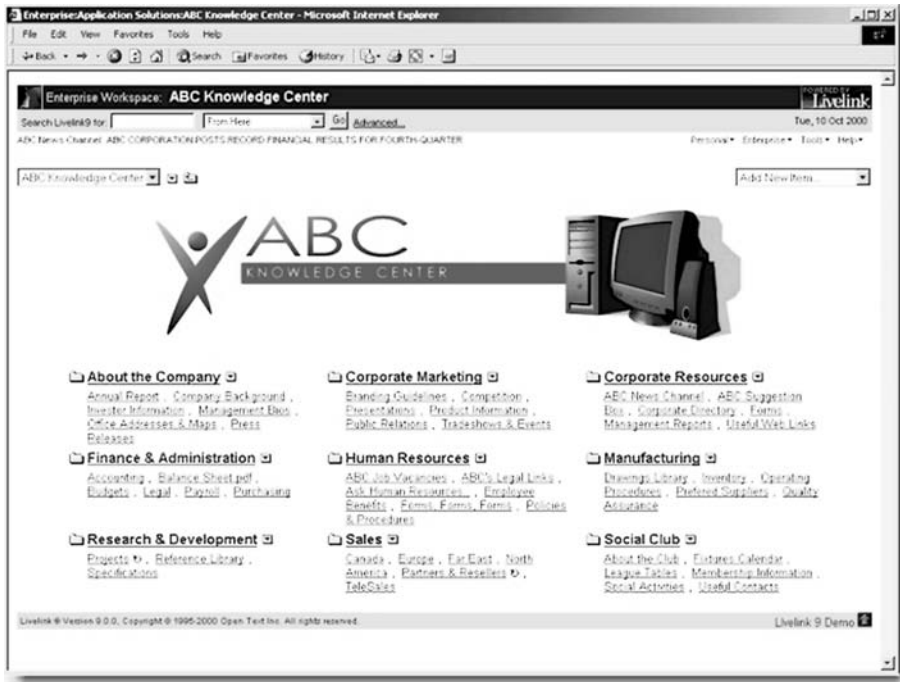 Enterprise:Application Solutions:ABC Knowledge Center - Microsoft Internet Explorer
File Edit View Favorites Tools Help
Back Search Favorites History
Enterprise Workspace: ABC Knowledge Center
POWERED BY
Livelink
Search Livelink9 for: From Here Go Advanced...
Tue, 10 Oct 2000
ABC News Channel ABC CORPORATION POSTS RECORD FINANCIAL RESULTS FOR FOURTH-QUARTER
Personal Enterprise Tools Help
ABC Knowledge Center
Add New Item...
ABC
KNOWLEDGE CENTER
About the Company
Annual Report , Company Background ,
Investor Information , Management Bios ,
Office Addresses & Maps , Press
Releases
Corporate Marketing
Branding Guidelines , Competition ,
Presentations , Product Information ,
Public Relations , Tradeshows & Events
Corporate Resources
ABC News Channel , ABC Suggestion
Box , Corporate Directory , Forms ,
Management Reports , Useful Web Links
Finance & Administration
Accounting , Balance Sheet.pdf ,
Budgets , Legal , Payroll , Purchasing
Human Resources
ABC Job Vacancies , ABC's Legal Links ,
Ask Human Resources... , Employee
Benefits , Forms, Forms, Forms , Policies
& Procedures
Manufacturing
Drawings Library , Inventory , Operating
Procedures , Prefered Suppliers , Quality
Assurance
Research & Development
Projects , Reference Library ,
Specifications
Sales
Canada , Europe , Far East , North
America , Partners & Resellers ,
TeleSales
Social Club
About the Club , Fixtures Calendar ,
League Tables , Membership Information ,
Social Activities , Useful Contacts
Livelink ® Version 9.0.0, Copyright © 1995-2000 Open Text Inc. All rights reserved.
Livelink 9 Demo